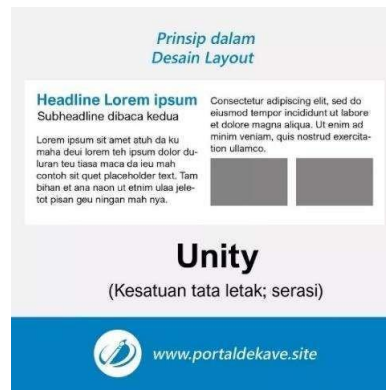 Prinsip dalam
Desain Layout
Headline Lorem ipsum
Subheadline dibaca kedua
Lorem ipsum sit amet atuh da ku
maha deui lorem teh ipsum dolor du-
luran teu tiasa maca da ieu mah
contoh sit quet placeholder text. Tam
bihan et ana naon ut etnim ulaa jele-
tot pisan geu ningan mah nya.
Consectetur adipiscing elit, sed do
eiusmod tempor incididunt ut labore
et dolore magna aliqua. Ut enim ad
minim veniam, quis nostrud exercita-
tion ullamco.
Unity
(Kesatuan tata letak; serasi)
www.portaldekave.site